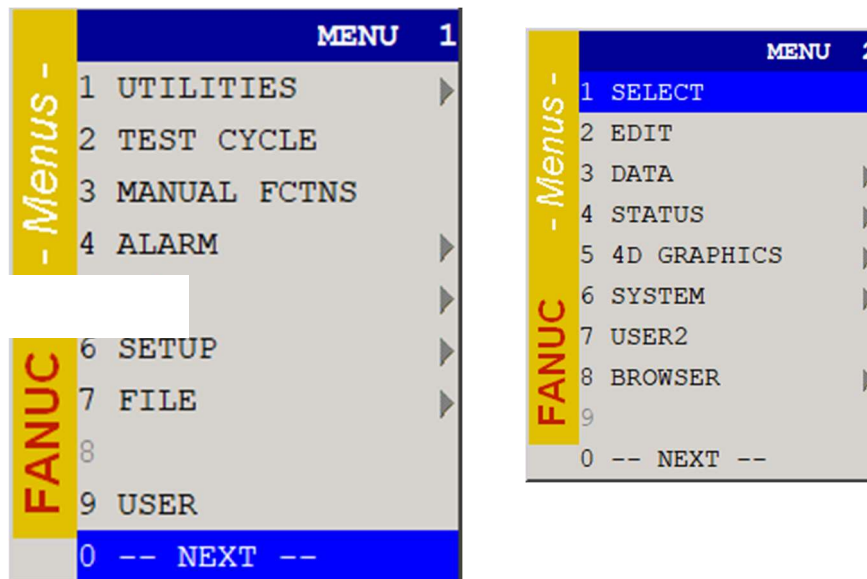 MENU 1
1 UTILITIES
2 TEST CYCLE
3 MANUAL FCTNS
4 ALARM
6 SETUP
7 FILE
8
9 USER
0 -- NEXT --
- Menus -
FANUC
MENU 2
1 SELECT
2 EDIT
3 DATA
4 STATUS
5 4D GRAPHICS
6 SYSTEM
7 USER2
8 BROWSER
9
0 -- NEXT --
- Menus -
FANUC